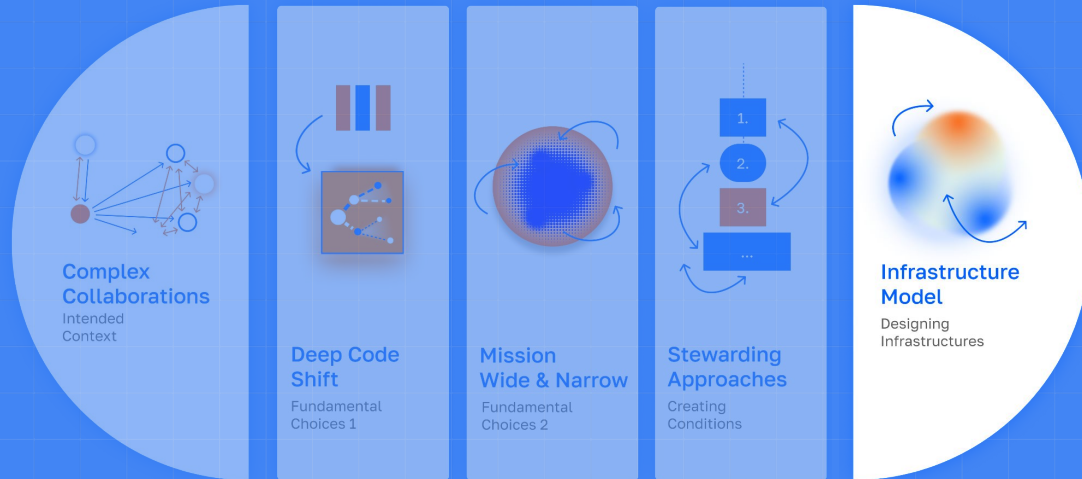 Complex
Collaborations
Intended
Context
Deep Code
Shift
Fundamental
Choices 1
Mission
Wide & Narrow
Fundamental
Choices 2
1.
2.
3.
...
Stewarding
Approaches
Creating
Conditions
Infrastructure
Model
Designing
Infrastructures